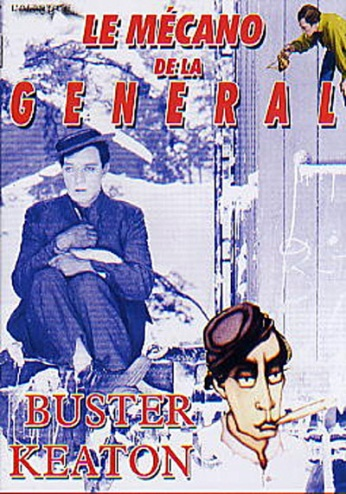 LE MÉCANO
DE LA
GENERAL
BUSTER
KEATON